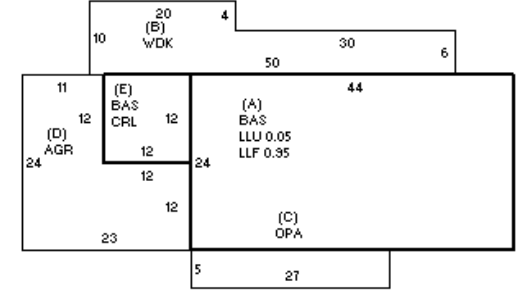 20
4
(B)
WDK
10
30
6
50
11
(E)
BAS
CRL
12
12
12
44
(A)
BAS
LLU 0.05
LLF 0.95
(D)
AGR
24
12
24
12
(C)
OPA
23
5
27